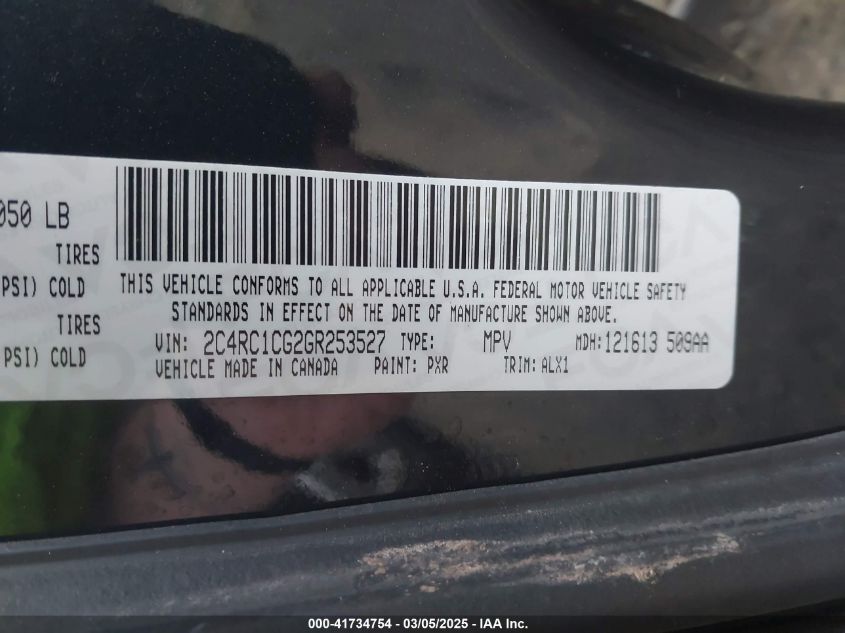 050 LB
TIRES
PSI) COLD
TIRES
PSI) COLD
THIS VEHICLE CONFORMS TO ALL APPLICABLE U.S.A. FEDERAL MOTOR VEHICLE SAFETY
STANDARDS IN EFFECT ON THE DATE OF MANUFACTURE SHOWN ABOVE.
VIN: 2C4RC1CG2GR253527 TYPE: MPV MDH: 121613 509AA
VEHICLE MADE IN CANADA PAINT: PXR TRIM: ALX1
000-41734754 — 03/05/2025 — IAA Inc.